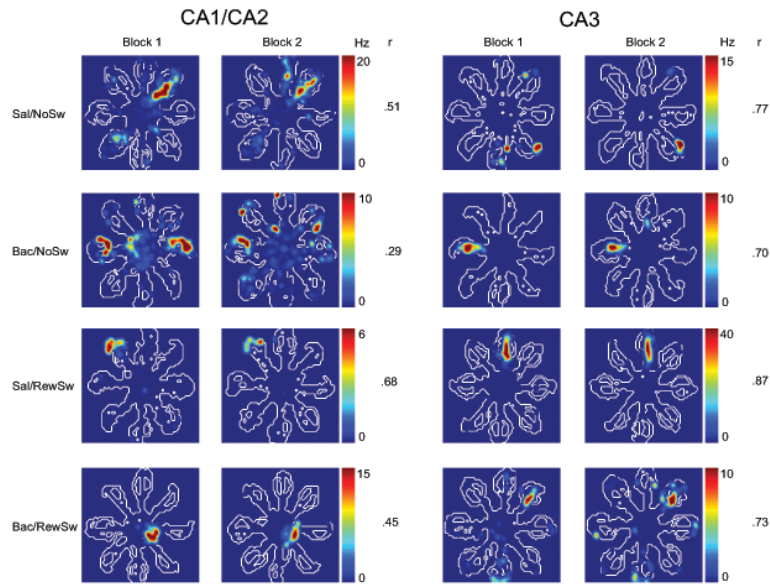 CA1/CA2 CA3
Block 1 Block 2 Hz r Block 1 Block 2 Hz r
20 15
Sal/NoSw .51 .77
0 0
10 10
Bac/NoSw .29 .70
0 0
6 40
Sal/RewSw .68 .87
0 0
15 10
Bac/RewSw .45 .73
0 0